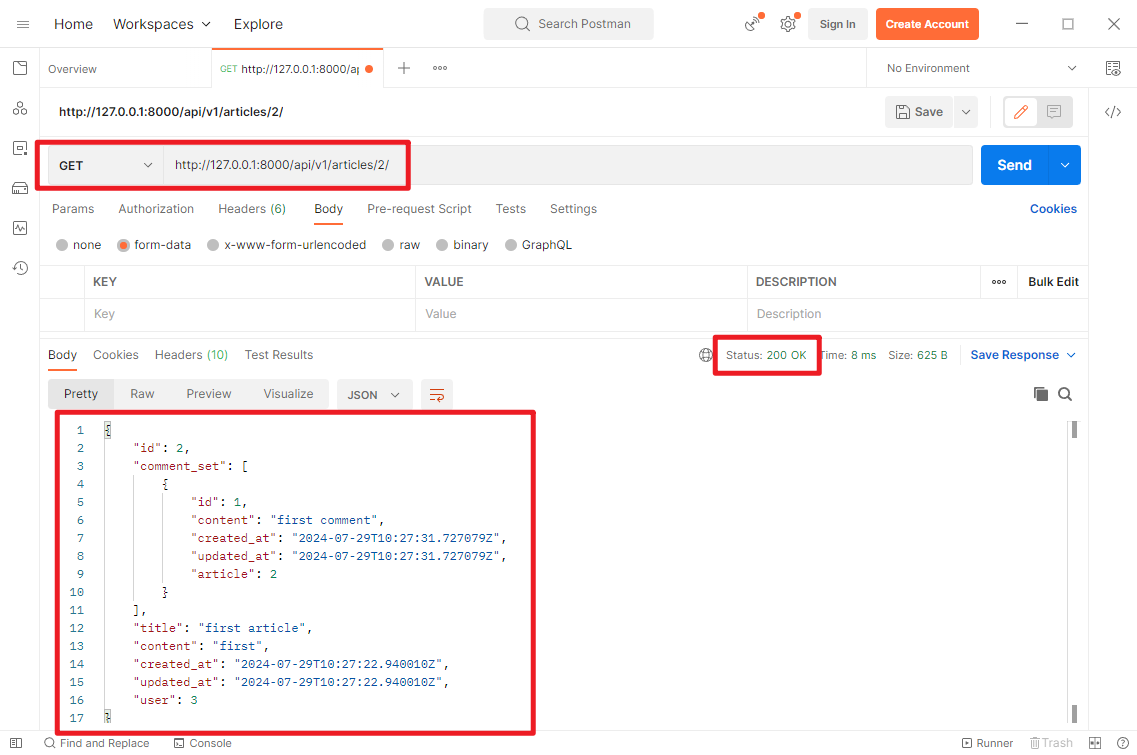 Home Workspaces Explore Search Postman Sign In Create Account
Overview GET http://127.0.0.1:8000/ap No Environment
http://127.0.0.1:8000/api/v1/articles/2/ Save
GET http://127.0.0.1:8000/api/v1/articles/2/ Send
Params Authorization Headers (6) Body Pre-request Script Tests Settings Cookies
none form-data x-www-form-urlencoded raw binary GraphQL
KEY VALUE DESCRIPTION Bulk Edit
Key Value Description
Body Cookies Headers (10) Test Results Status: 200 OK Time: 8 ms Size: 625 B Save Response
Pretty Raw Preview Visualize JSON
1 {
2 "id": 2,
3 "comment_set": [
4 {
5 "id": 1,
6 "content": "first comment",
7 "created_at": "2024-07-29T10:27:31.727079Z",
8 "updated_at": "2024-07-29T10:27:31.727079Z",
9 "article": 2
10 }
11 ],
12 "title": "first article",
13 "content": "first",
14 "created_at": "2024-07-29T10:27:22.940010Z",
15 "updated_at": "2024-07-29T10:27:22.940010Z",
16 "user": 3
17 }
Find and Replace Console Runner Trash